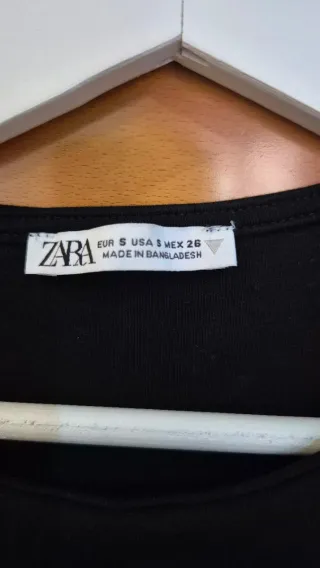 ZARA
EUR S USA S MEX 26
MADE IN BANGLADESH